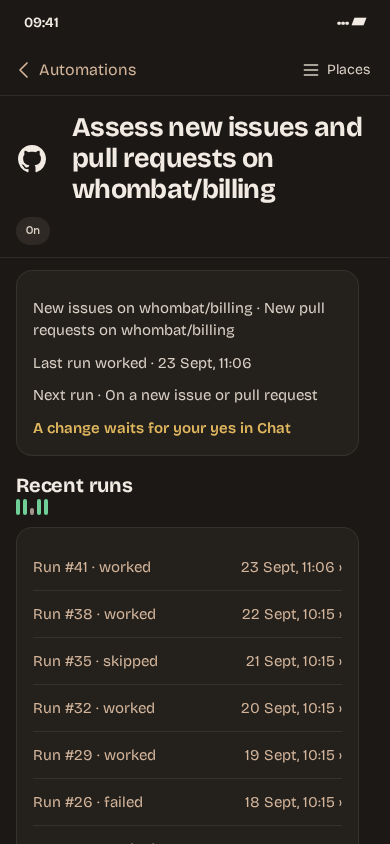 09:41
Automations
Places
Assess new issues and
pull requests on
whombat/billing
On
New issues on whombat/billing · New pull
requests on whombat/billing
Last run worked · 23 Sept, 11:06
Next run · On a new issue or pull request
A change waits for your yes in Chat
Recent runs
Run #41 · worked 23 Sept, 11:06 ›
Run #38 · worked 22 Sept, 10:15 ›
Run #35 · skipped 21 Sept, 10:15 ›
Run #32 · worked 20 Sept, 10:15 ›
Run #29 · worked 19 Sept, 10:15 ›
Run #26 · failed 18 Sept, 10:15 ›